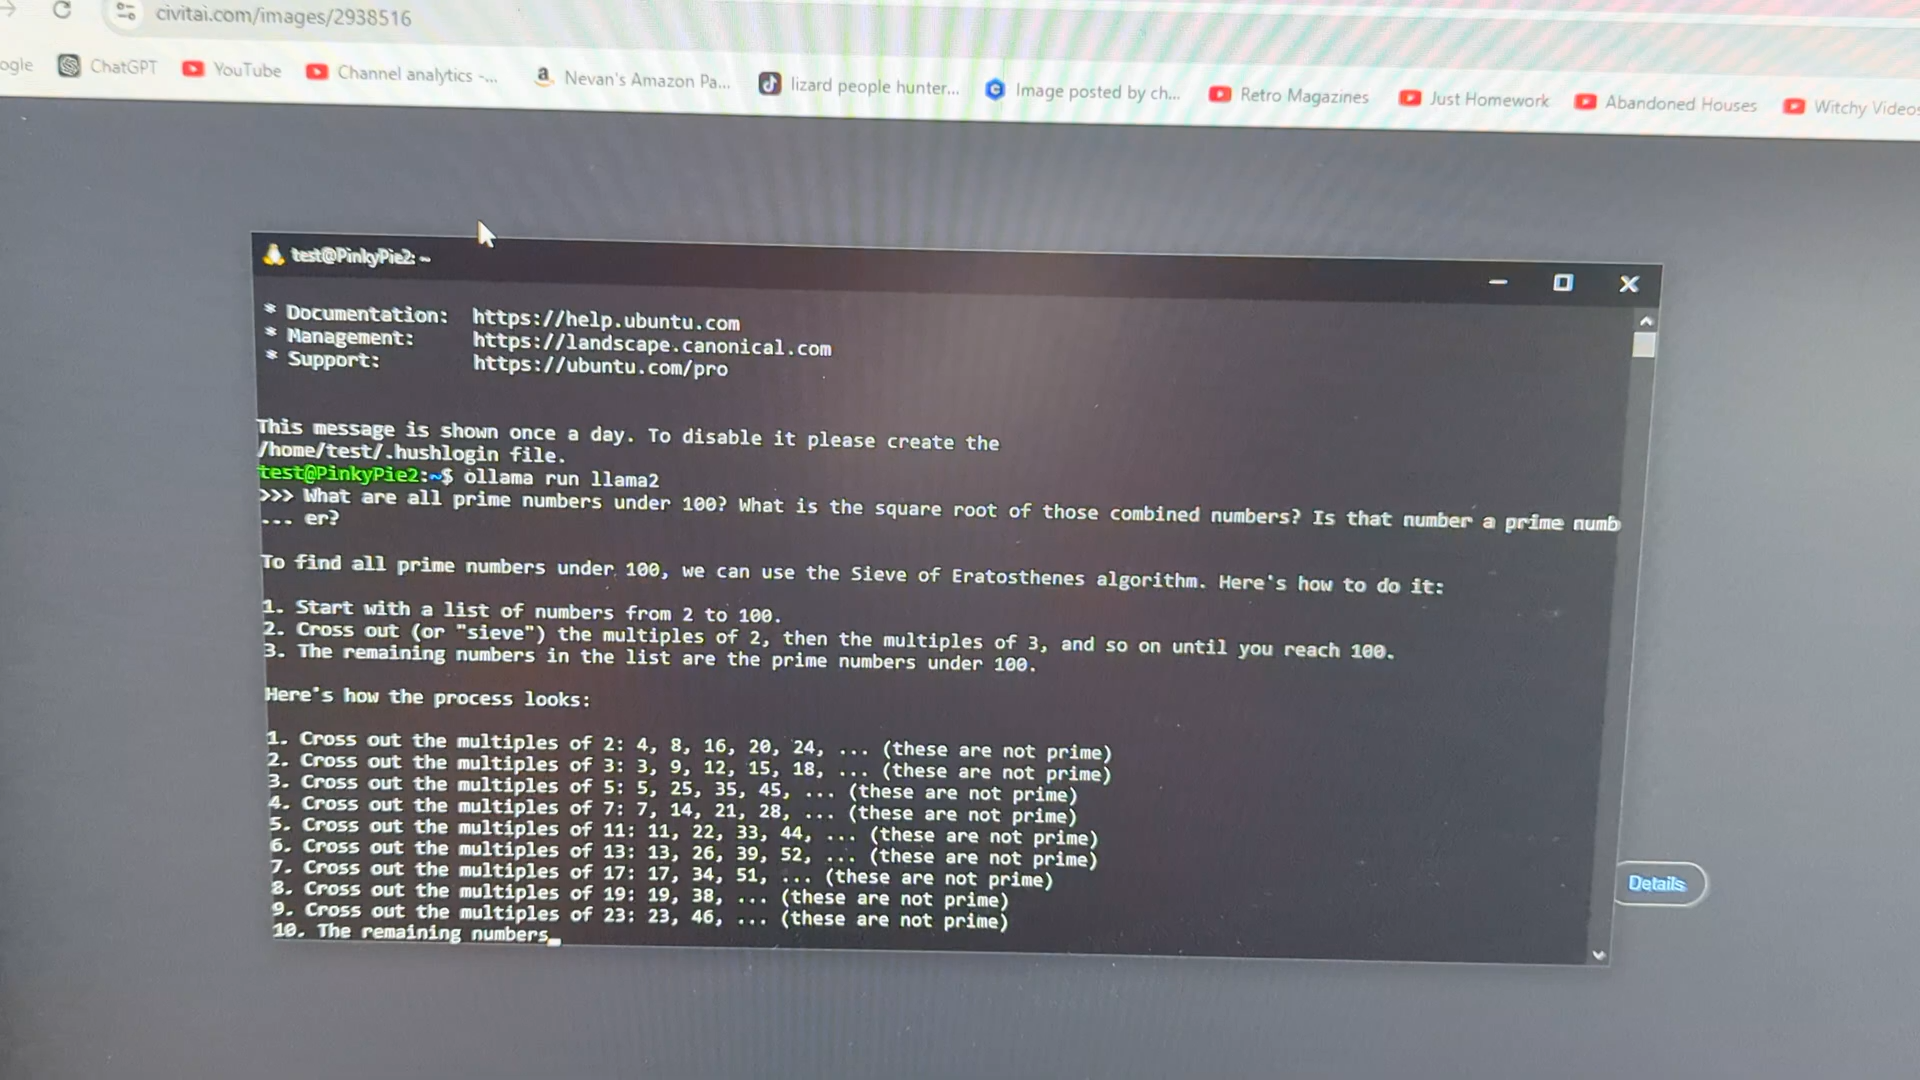 civitai.com/images/2938516
ogle ChatGPT YouTube Channel analytics -... Nevan's Amazon Pa... lizard people hunter... Image posted by ch... Retro Magazines Just Homework Abandoned Houses Witchy Videos
test@PinkyPie2: ~
* Documentation: https://help.ubuntu.com
* Management: https://landscape.canonical.com
* Support: https://ubuntu.com/pro
This message is shown once a day. To disable it please create the
/home/test/.hushlogin file.
test@PinkyPie2:~$ ollama run llama2
>>> What are all prime numbers under 100? What is the square root of those combined numbers? Is that number a prime numb
... er?
To find all prime numbers under 100, we can use the Sieve of Eratosthenes algorithm. Here's how to do it:
1. Start with a list of numbers from 2 to 100.
2. Cross out (or "sieve") the multiples of 2, then the multiples of 3, and so on until you reach 100.
3. The remaining numbers in the list are the prime numbers under 100.
Here's how the process looks:
1. Cross out the multiples of 2: 4, 8, 16, 20, 24, ... (these are not prime)
2. Cross out the multiples of 3: 3, 9, 12, 15, 18, ... (these are not prime)
3. Cross out the multiples of 5: 5, 25, 35, 45, ... (these are not prime)
4. Cross out the multiples of 7: 7, 14, 21, 28, ... (these are not prime)
5. Cross out the multiples of 11: 11, 22, 33, 44, ... (these are not prime)
6. Cross out the multiples of 13: 13, 26, 39, 52, ... (these are not prime)
7. Cross out the multiples of 17: 17, 34, 51, ... (these are not prime)
8. Cross out the multiples of 19: 19, 38, ... (these are not prime)
9. Cross out the multiples of 23: 23, 46, ... (these are not prime)
10. The remaining numbers
Details